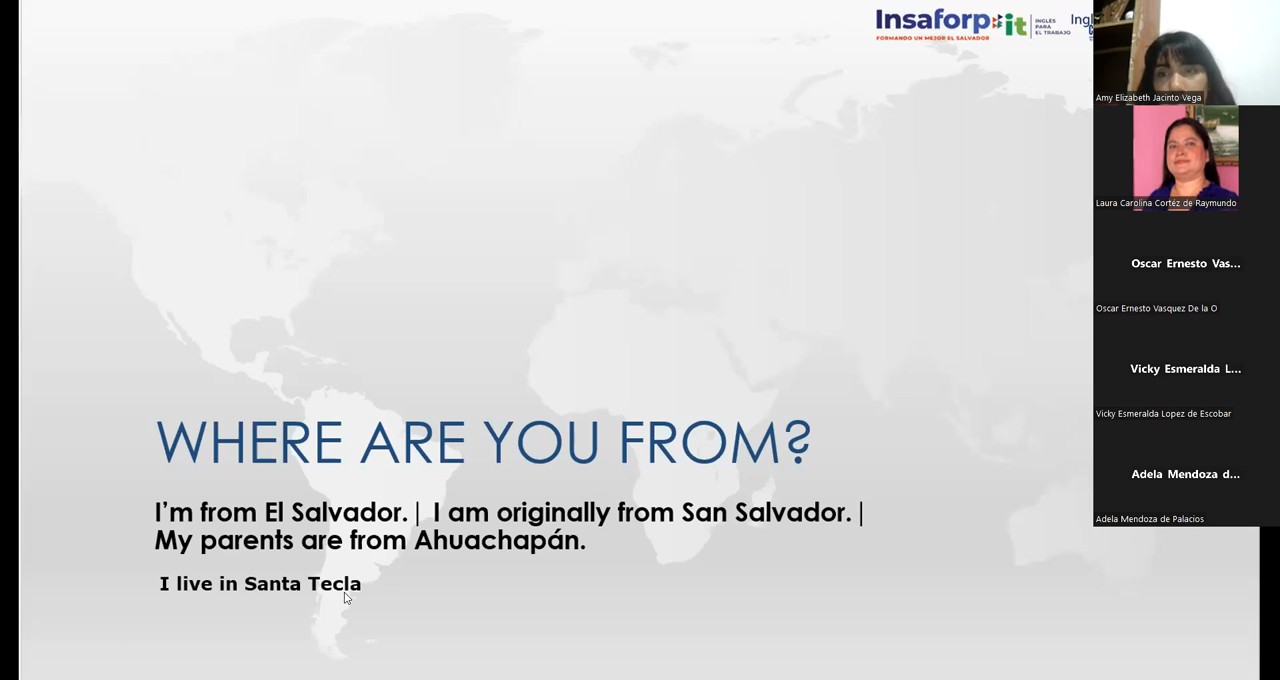 Insaforp it
FORMANDO UN MEJOR EL SALVADOR
INGLÉS
PARA
EL TRABAJO
Ingl
Amy Elizabeth Jacinto Vega
Laura Carolina Cortéz de Raymundo
Oscar Ernesto Vas...
Oscar Ernesto Vasquez De la O
Vicky Esmeralda L...
Vicky Esmeralda Lopez de Escobar
Adela Mendoza d...
Adela Mendoza de Palacios
WHERE ARE YOU FROM?
I’m from El Salvador. | I am originally from San Salvador. |
My parents are from Ahuachapán.
I live in Santa Tecla